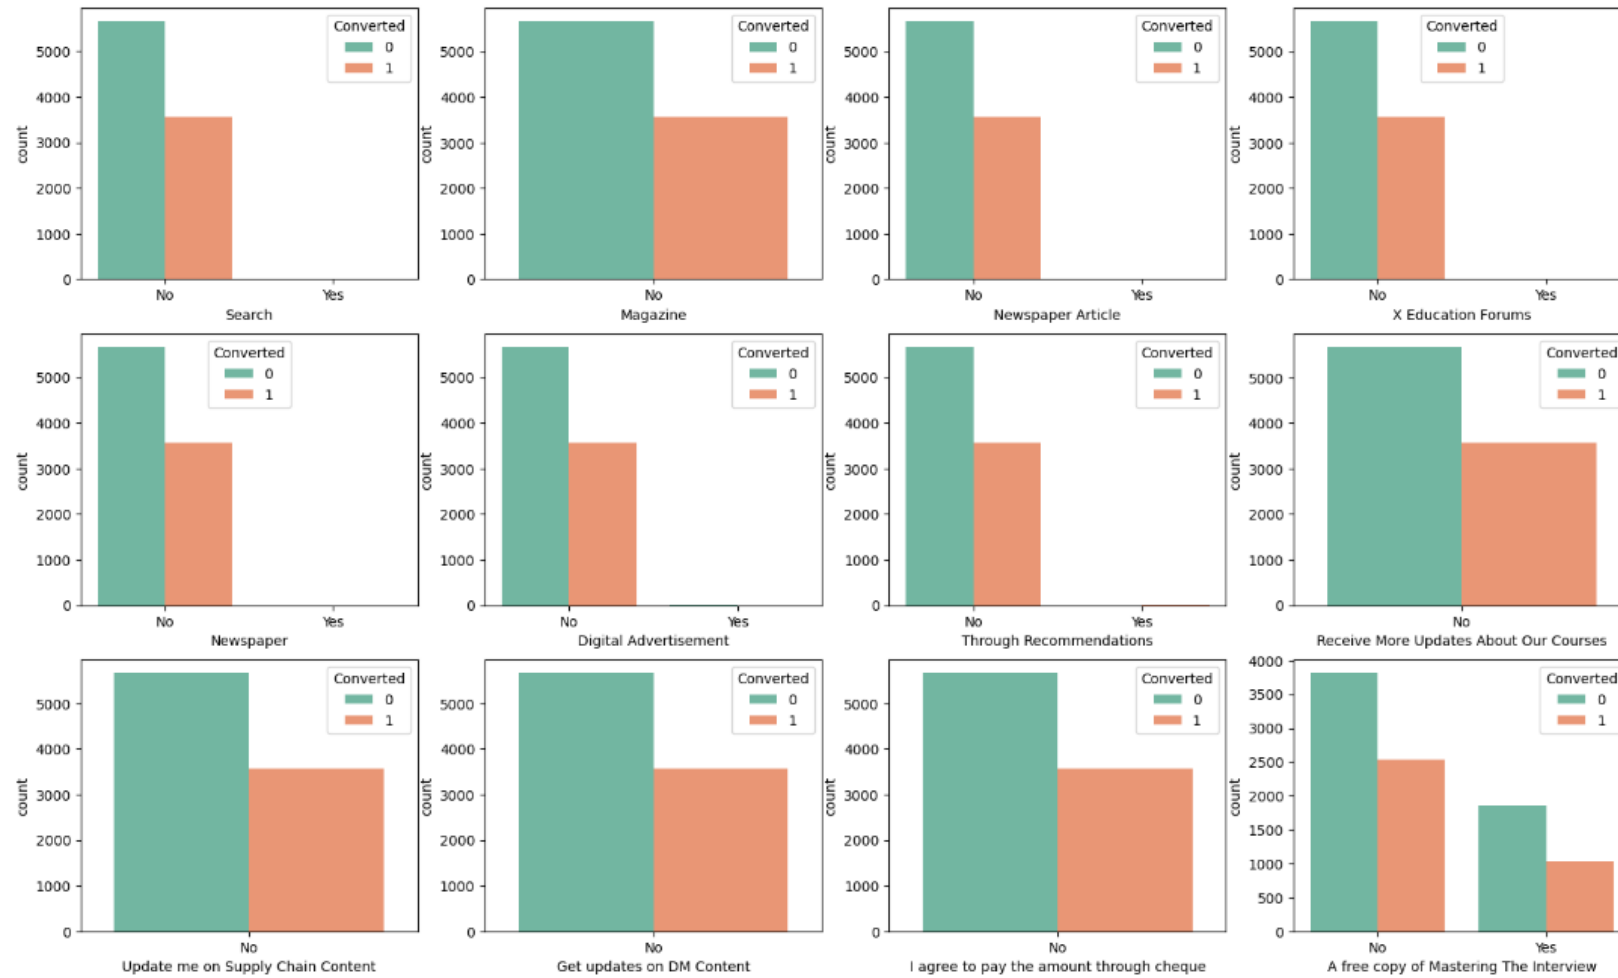 Converted
0
1
count
5000
4000
3000
2000
1000
0
No Yes
Search
Converted
0
1
count
5000
4000
3000
2000
1000
0
No
Magazine
Converted
0
1
count
5000
4000
3000
2000
1000
0
No Yes
Newspaper Article
Converted
0
1
count
5000
4000
3000
2000
1000
0
No Yes
X Education Forums
Converted
0
1
count
5000
4000
3000
2000
1000
0
No Yes
Newspaper
Converted
0
1
count
5000
4000
3000
2000
1000
0
No Yes
Digital Advertisement
Converted
0
1
count
5000
4000
3000
2000
1000
0
No Yes
Through Recommendations
Converted
0
1
count
5000
4000
3000
2000
1000
0
No
Receive More Updates About Our Courses
Converted
0
1
count
5000
4000
3000
2000
1000
0
No
Update me on Supply Chain Content
Converted
0
1
count
5000
4000
3000
2000
1000
0
No
Get updates on DM Content
Converted
0
1
count
5000
4000
3000
2000
1000
0
No
I agree to pay the amount through cheque
Converted
0
1
count
4000
3500
3000
2500
2000
1500
1000
500
0
No Yes
A free copy of Mastering The Interview